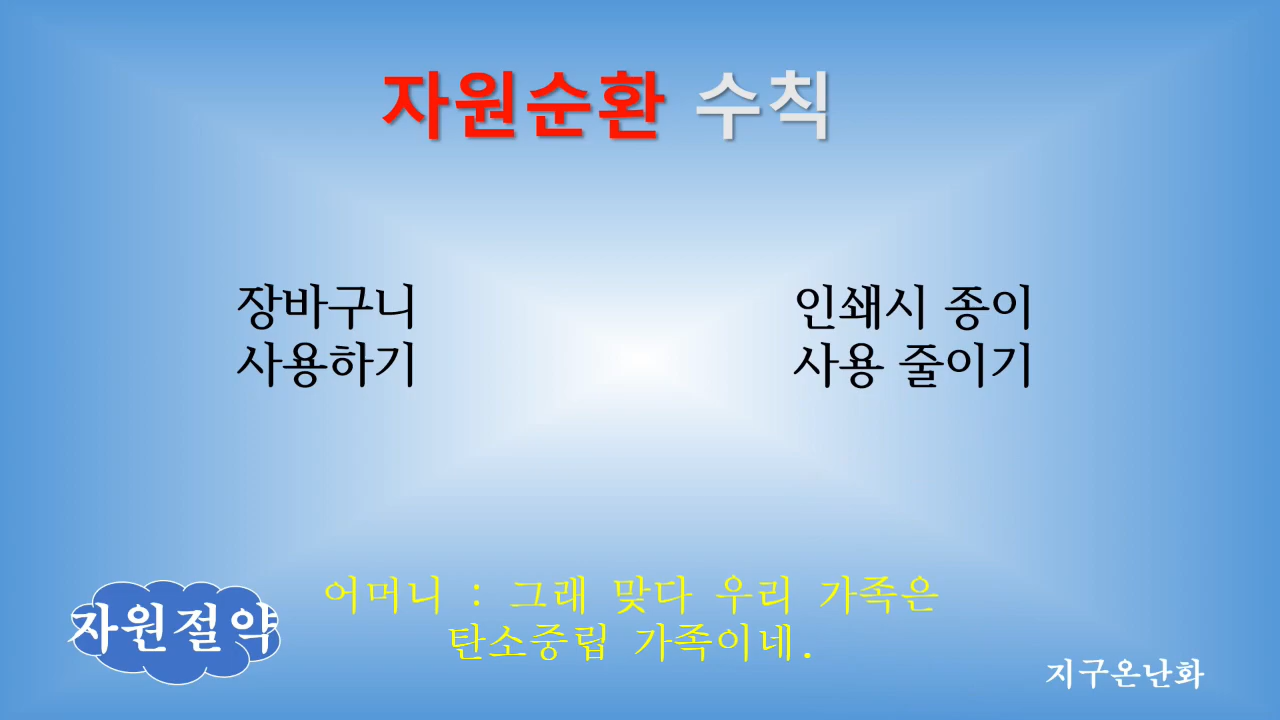 자원순환 수칙
장바구니
사용하기
인쇄시 종이
사용 줄이기
자원절약
어머니 : 그래 맞다 우리 가족은
탄소중립 가족이네.
지구온난화